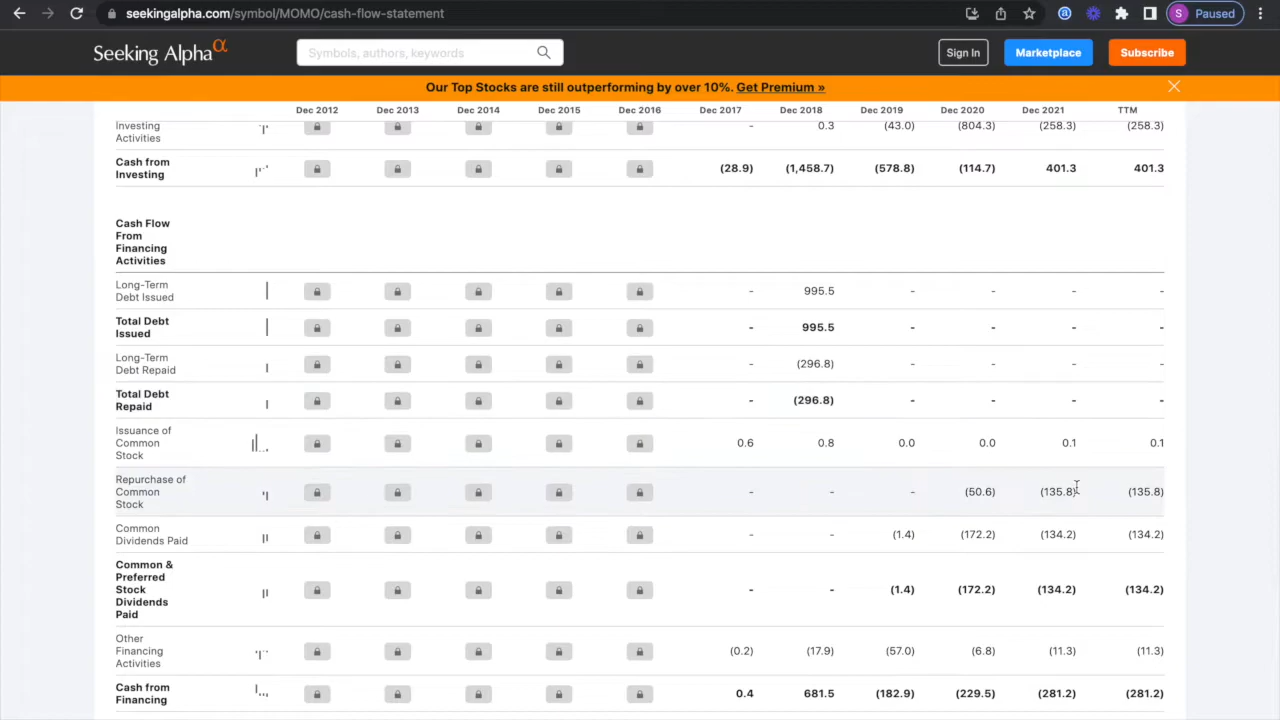 seekingalpha.com/symbol/MOMO/cash-flow-statement
S Paused
Seeking Alpha α
Symbols, authors, keywords
Sign In
Marketplace
Subscribe
Our Top Stocks are still outperforming by over 10%. Get Premium »
Dec 2012 Dec 2013 Dec 2014 Dec 2015 Dec 2016 Dec 2017 Dec 2018 Dec 2019 Dec 2020 Dec 2021 TTM
Investing
Activities
- 0.3 (43.0) (804.3) (258.3) (258.3)
Cash from
Investing
(28.9) (1,458.7) (578.8) (114.7) 401.3 401.3
Cash Flow
From
Financing
Activities
Long-Term
Debt Issued
- 995.5 - - - -
Total Debt
Issued
- 995.5 - - - -
Long-Term
Debt Repaid
- (296.8) - - - -
Total Debt
Repaid
- (296.8) - - - -
Issuance of
Common
Stock
0.6 0.8 0.0 0.0 0.1 0.1
Repurchase of
Common
Stock
- - - (50.6) (135.8) (135.8)
Common
Dividends Paid
- - (1.4) (172.2) (134.2) (134.2)
Common &
Preferred
Stock
Dividends
Paid
- - (1.4) (172.2) (134.2) (134.2)
Other
Financing
Activities
(0.2) (17.9) (57.0) (6.8) (11.3) (11.3)
Cash from
Financing
0.4 681.5 (182.9) (229.5) (281.2) (281.2)